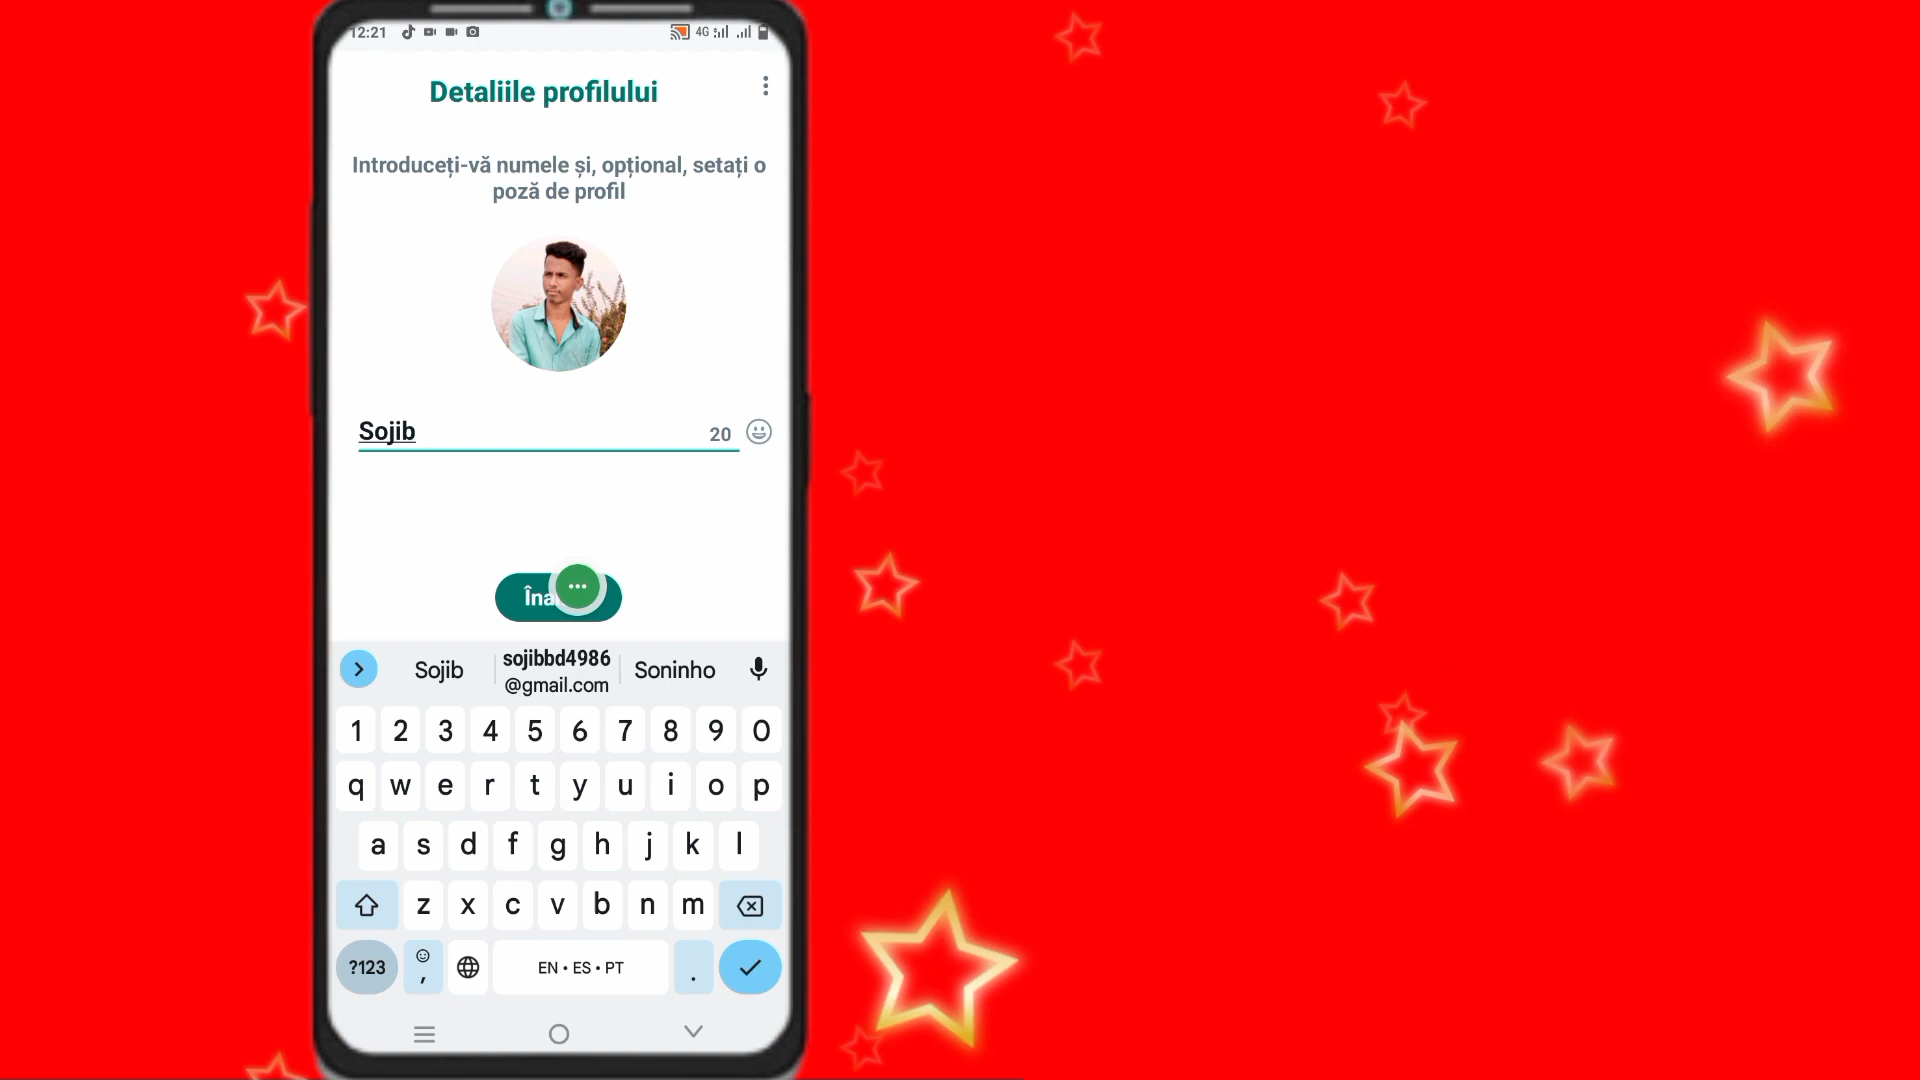 12:21
4G
Detaliile profilului
Introduceți-vă numele și, opțional, setați o
poză de profil
Sojib
20
Îna
Sojib
sojibbd4986
@gmail.com
Soninho
1 2 3 4 5 6 7 8 9 0
q w e r t y u i o p
a s d f g h j k l
z x c v b n m
?123 , EN • ES • PT .